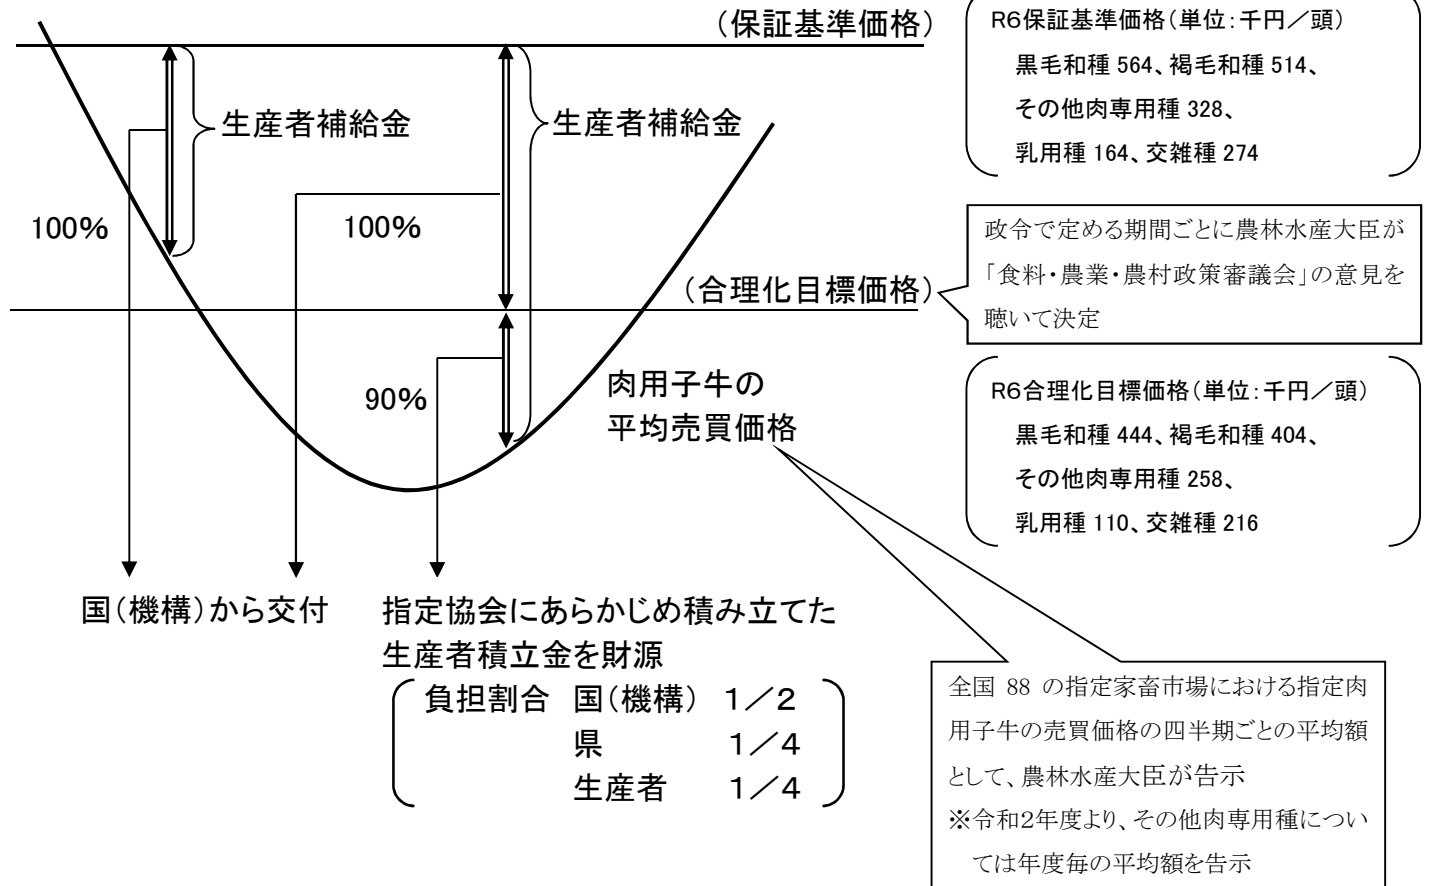 （保証基準価格）
R6保証基準価格（単位：千円／頭）
黒毛和種 564、褐毛和種 514、
その他肉専用種 328、
乳用種 164、交雑種 274
生産者補給金
生産者補給金
100%
100%
政令で定める期間ごとに農林水産大臣が
「食料・農業・農村政策審議会」の意見を
聴いて決定
（合理化目標価格）
R6合理化目標価格（単位：千円／頭）
黒毛和種 444、褐毛和種 404、
その他肉専用種 258、
乳用種 110、交雑種 216
90%
肉用子牛の
平均売買価格
国（機構）から交付
指定協会にあらかじめ積み立てた
生産者積立金を財源
負担割合 国（機構） １／２
県 １／４
生産者 １／４
全国 88 の指定家畜市場における指定肉
用子牛の売買価格の四半期ごとの平均額
として、農林水産大臣が告示
※令和２年度より、その他肉専用種につい
ては年度毎の平均額を告示